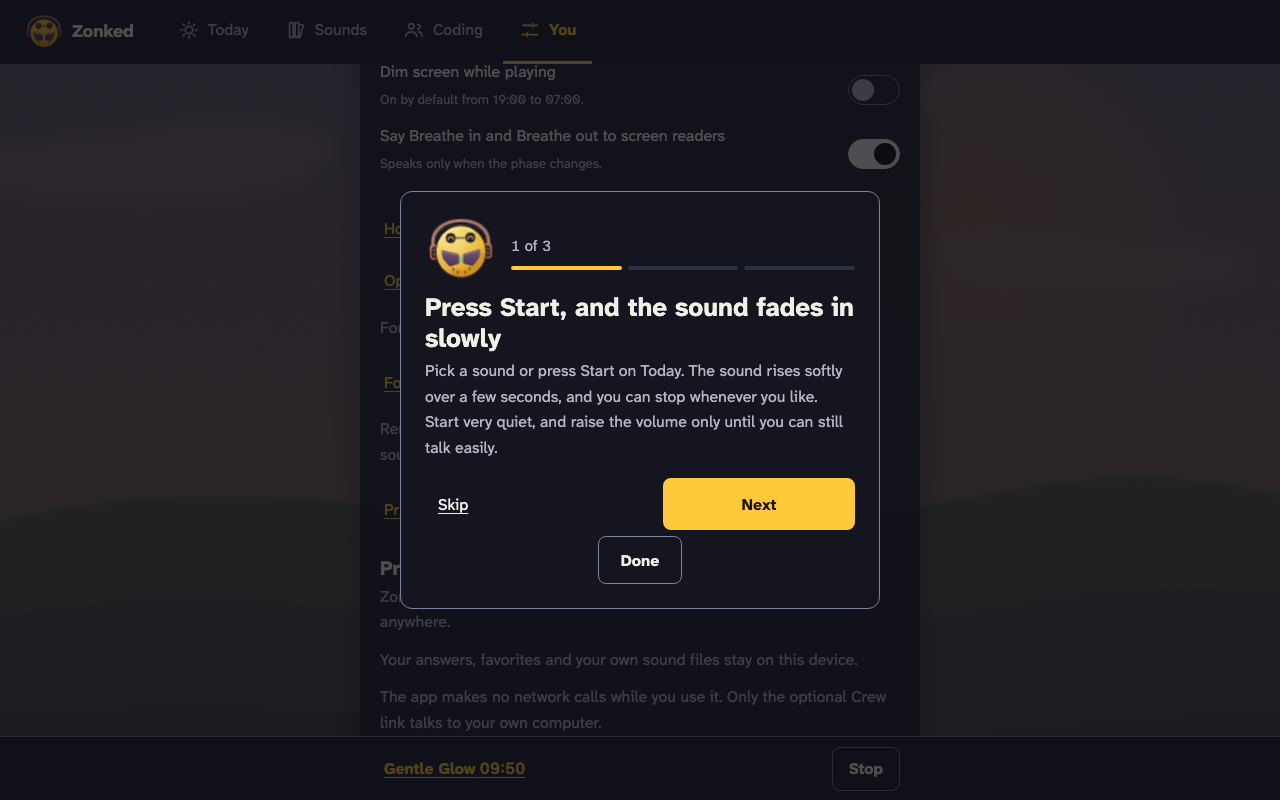 Zonked
Today
Sounds
Coding
You
Dim screen while playing
On by default from 19:00 to 07:00.
Say Breathe in and Breathe out to screen readers
Speaks only when the phase changes.
1 of 3
Press Start, and the sound fades in
slowly
Pick a sound or press Start on Today. The sound rises softly
over a few seconds, and you can stop whenever you like.
Start very quiet, and raise the volume only until you can still
talk easily.
Skip
Next
Done
anywhere.
Your answers, favorites and your own sound files stay on this device.
The app makes no network calls while you use it. Only the optional Crew
link talks to your own computer.
Gentle Glow 09:50
Stop